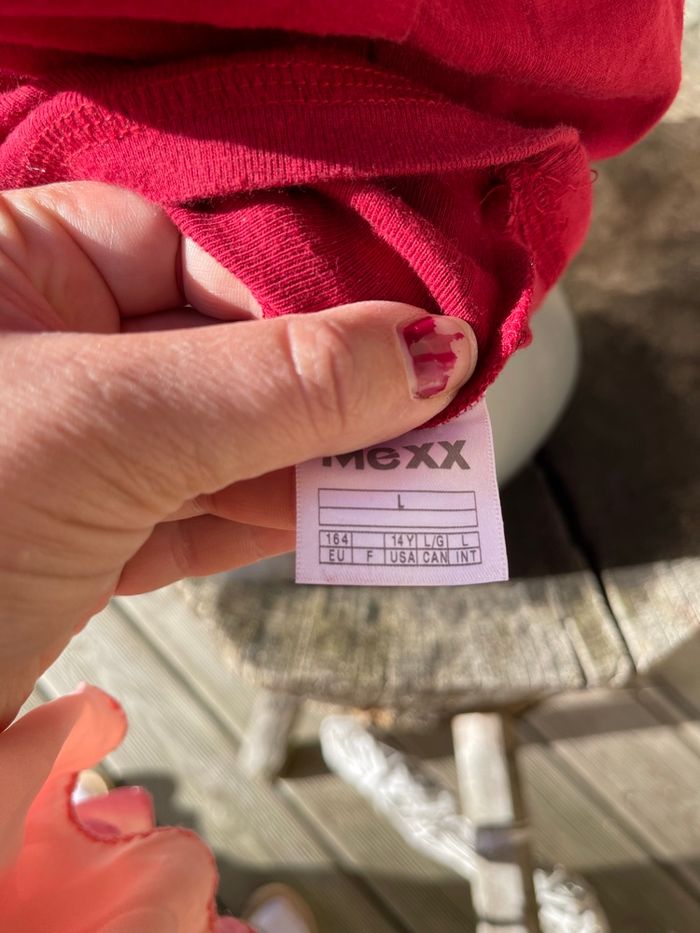 Mexx
L
164 14Y L/G L
EU F USA CAN INT